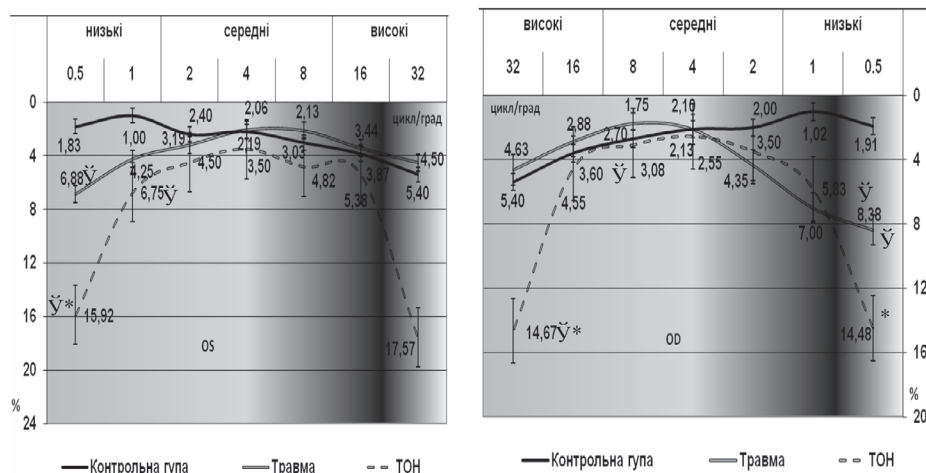 низькі середні високі
0.5 1 2 4 8 16 32
0
4
8
12
16
20
24
%
цикл/град
1,83 1,00 2,40 2,06 2,13 3,44 4,50
6,88 Ў 4,25 3,19 2,19 3,03 3,87 5,40
Ў* 15,92 6,75 Ў 4,50 3,50 4,82 5,38 17,57
OS
Контрольна гупа Травма ТОН
високі середні низькі
32 16 8 4 2 1 0.5
0
4
8
12
16
20
%
цикл/град
4,63 2,88 1,75 2,10 2,00 1,02 1,91
5,40 3,60 2,70 2,13 4,35 7,00 8,38 Ў
14,67 Ў* 4,55 Ў 3,08 2,55 3,50 5,83 Ў 14,48 *
OD
Контрольна гупа Травма ТОН